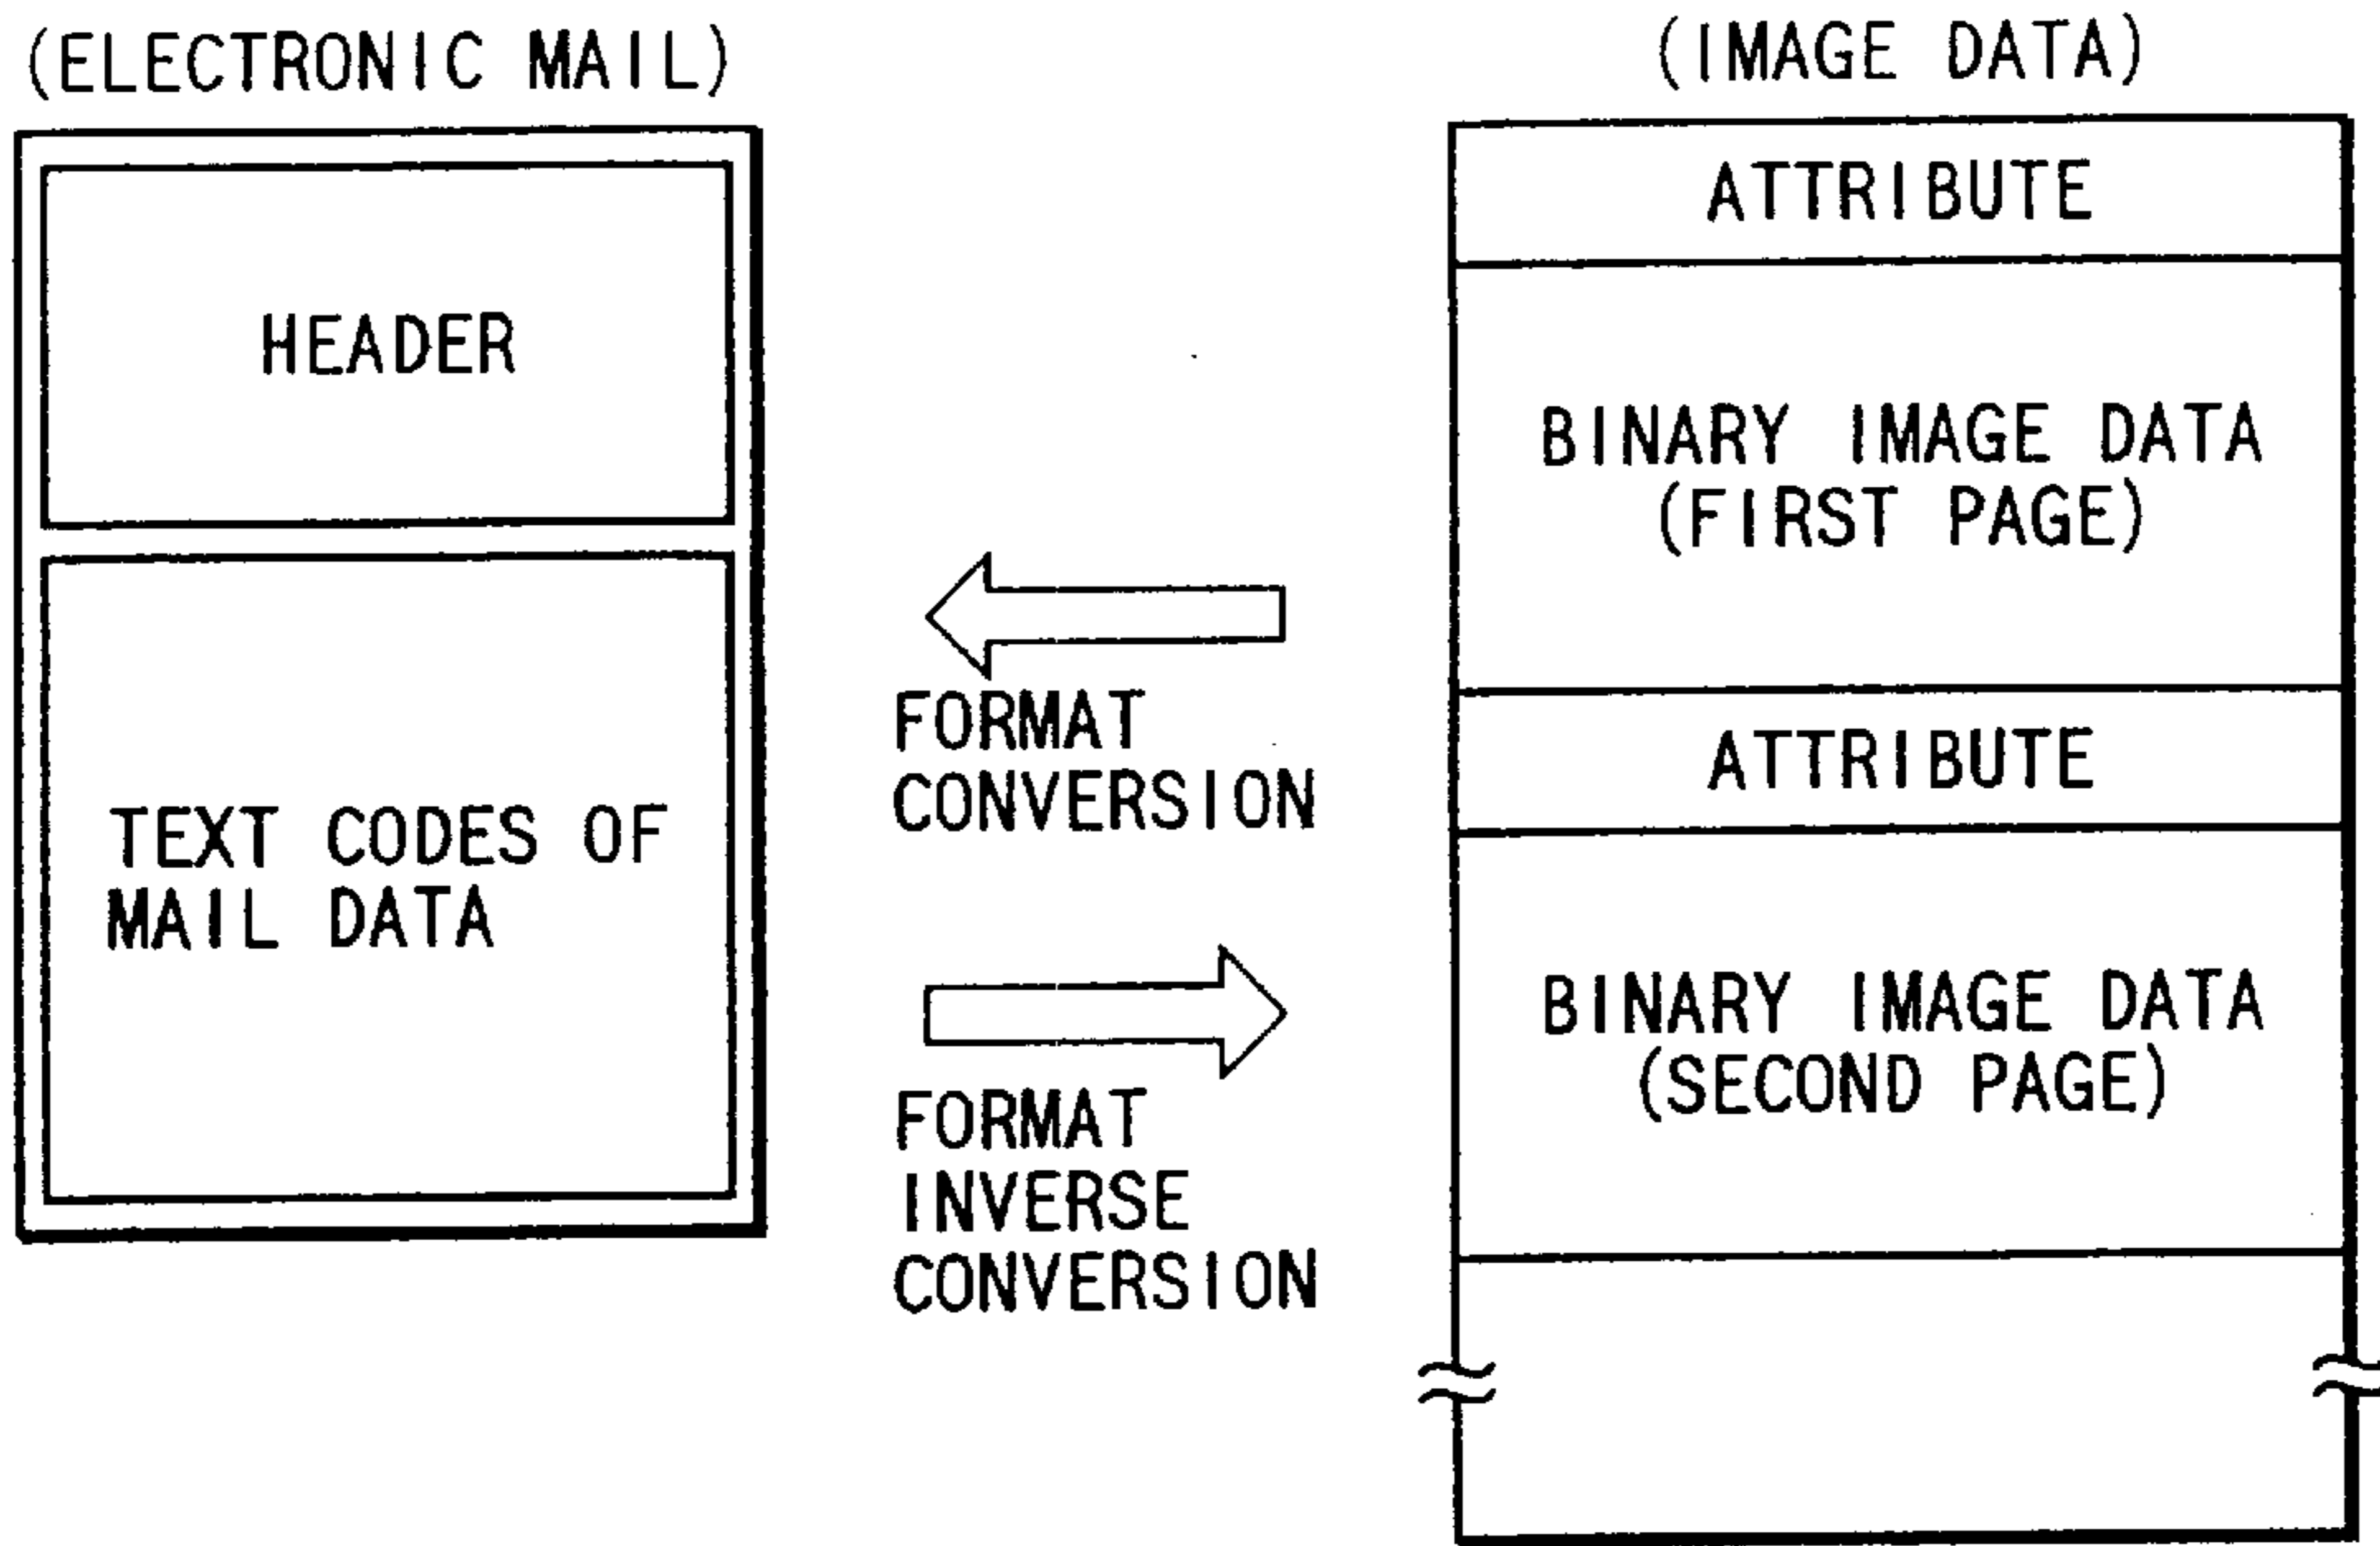 (ELECTRONIC MAIL)
HEADER
TEXT CODES OF
MAIL DATA
FORMAT
CONVERSION
FORMAT
INVERSE
CONVERSION
(IMAGE DATA)
ATTRIBUTE
BINARY IMAGE DATA
(FIRST PAGE)
ATTRIBUTE
BINARY IMAGE DATA
(SECOND PAGE)